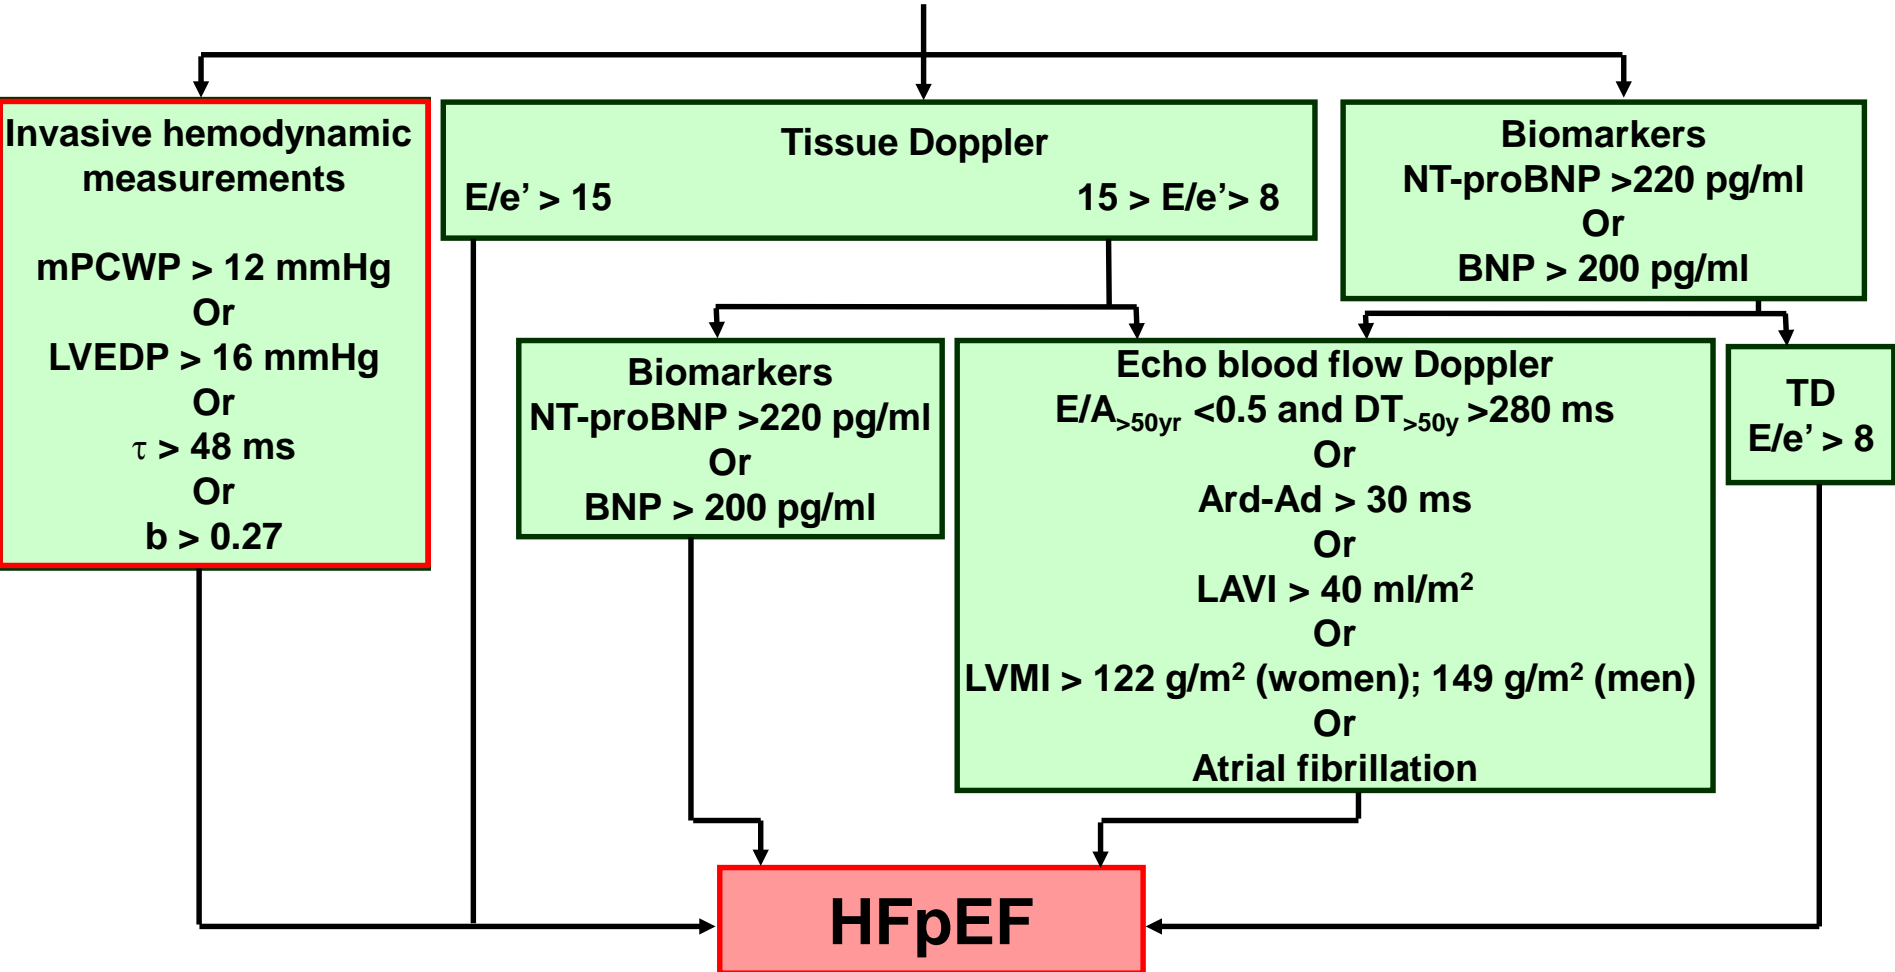 Invasive hemodynamic
measurements
mPCWP > 12 mmHg
Or
LVEDP > 16 mmHg
Or
τ > 48 ms
Or
b > 0.27
Tissue Doppler
E/e’ > 15
15 > E/e’> 8
Biomarkers
NT-proBNP >220 pg/ml
Or
BNP > 200 pg/ml
Biomarkers
NT-proBNP >220 pg/ml
Or
BNP > 200 pg/ml
Echo blood flow Doppler
E/A>50yr <0.5 and DT>50y >280 ms
Or
Ard-Ad > 30 ms
Or
LAVI > 40 ml/m²
Or
LVMI > 122 g/m² (women); 149 g/m² (men)
Or
Atrial fibrillation
TD
E/e’ > 8
HFpEF